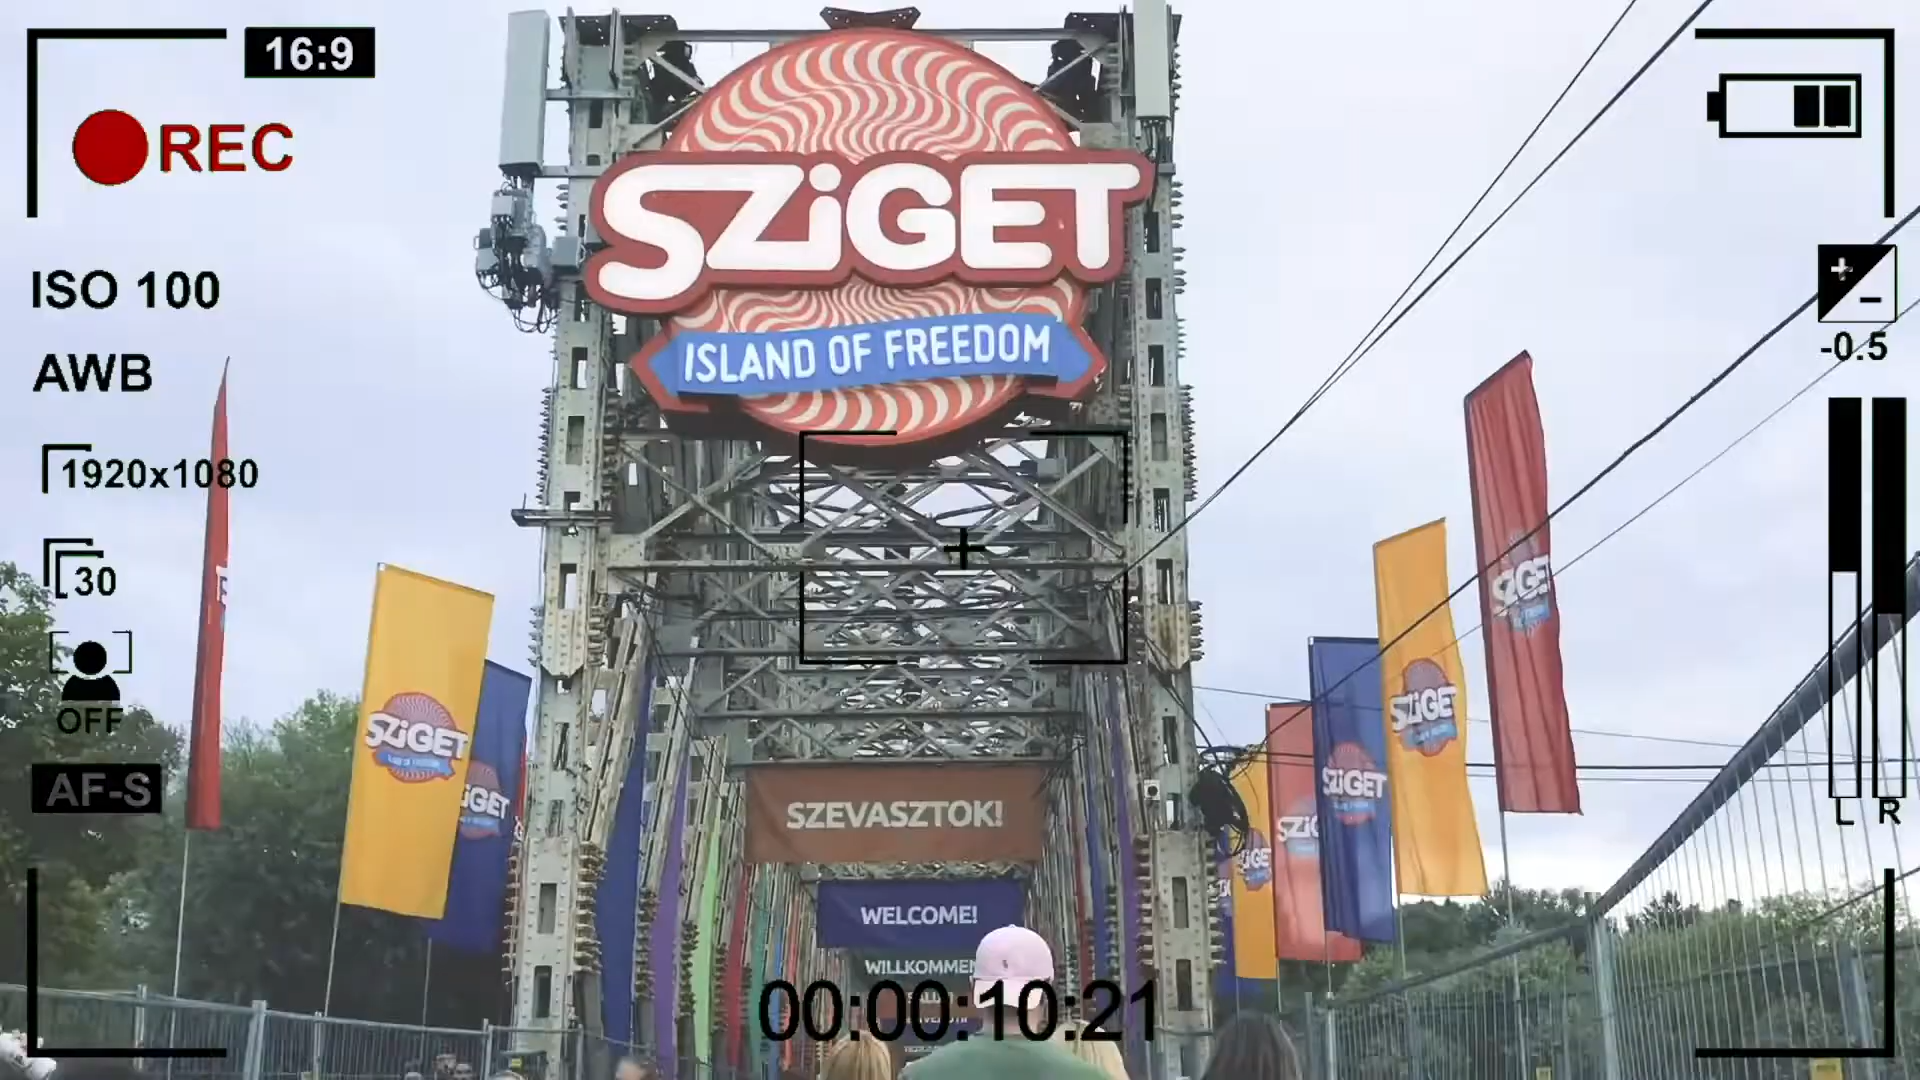 16:9
REC
ISO 100
AWB
1920x1080
30
OFF
AF-S
+
-
-0.5
L R
SZiGET
ISLAND OF FREEDOM
SZiGET
SZiGET
SZiGET
SZiGET
SZiGET
SZiGET
SZEVASZTOK!
WELCOME!
WILLKOMMEN
00:00:10:21